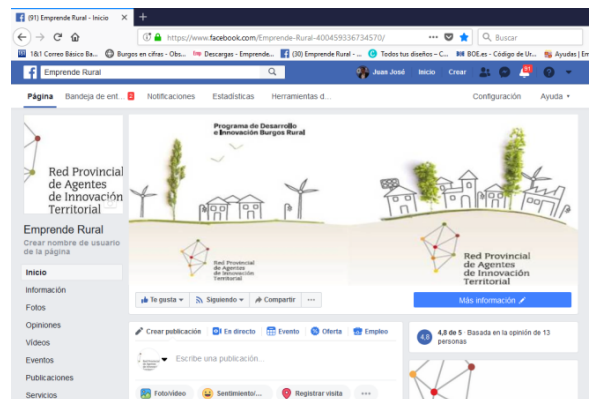 (91) Emprende Rural - Inicio
https://www.facebook.com/Emprende-Rural-400459336734570/
Buscar
1&1 Correo Básico Ba...
Burgos en cifras - Obs...
Descargas - Emprende...
(30) Emprende Rural - ...
Todos tus diseños – C...
BOE.es - Código de Ur...
Ayudas | Em
Emprende Rural
Juan José
Inicio
Crear
91
Página
Bandeja de ent...
2
Notificaciones
Estadísticas
Herramientas d...
Configuración
Ayuda
Red Provincial
de Agentes
de Innovación
Territorial
Programa de Desarrollo
e Innovación Burgos Rural
Red Provincial
de Agentes
de Innovación
Territorial
Red Provincial
de Agentes
de Innovación
Territorial
Emprende Rural
Crear nombre de usuario
de la página
Inicio
Información
Fotos
Opiniones
Vídeos
Eventos
Publicaciones
Servicios
Te gusta
Siguiendo
Compartir
Más información
Crear publicación
En directo
Evento
Oferta
Empleo
Escribe una publicación...
Foto/vídeo
Sentimiento/...
Registrar visita
4,8
4,8 de 5 · Basada en la opinión de 13
personas